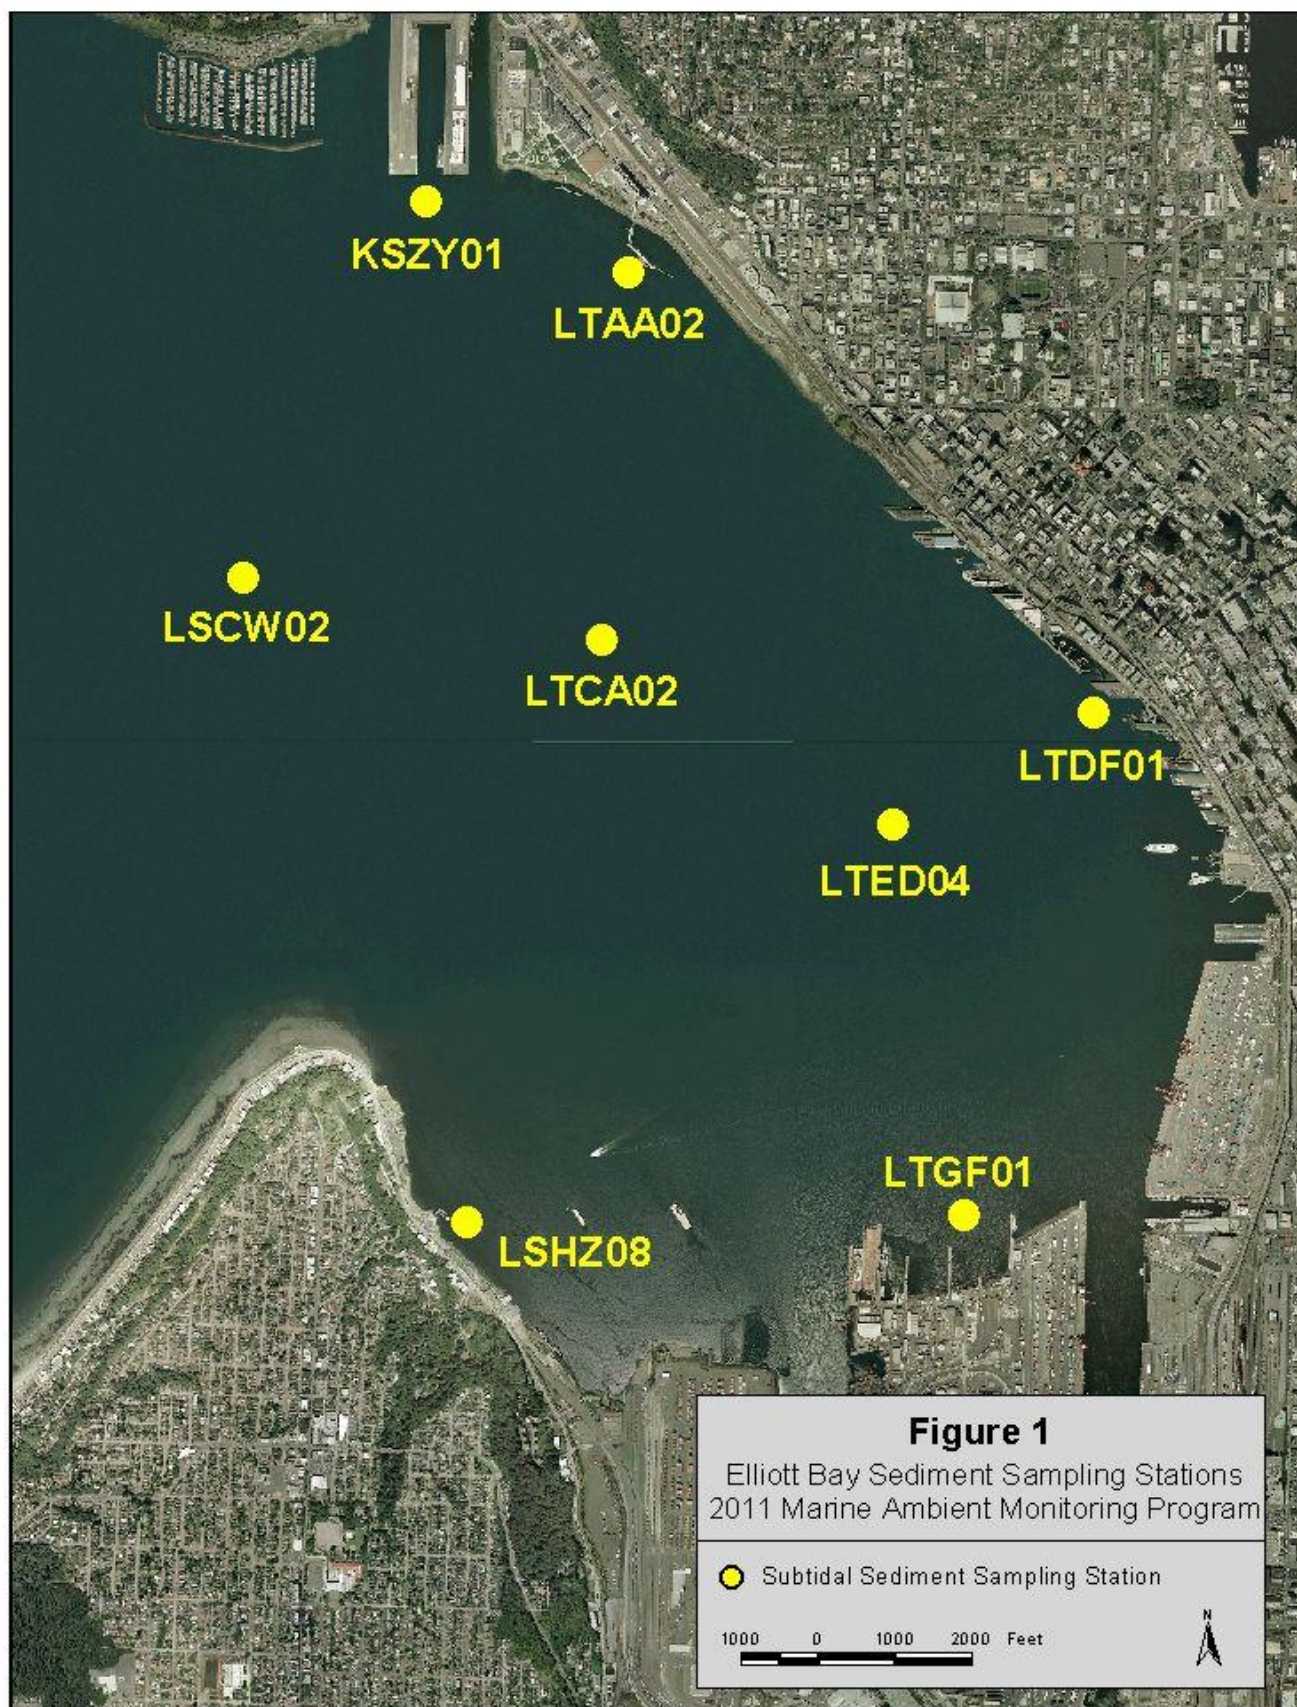 KSZY01
LTAA02
LSCW02
LTCA02
LTDF01
LTED04
LTGF01
LSHZ08
Figure 1
Elliott Bay Sediment Sampling Stations
2011 Marine Ambient Monitoring Program
Subtidal Sediment Sampling Station
N
1000 0 1000 2000 Feet